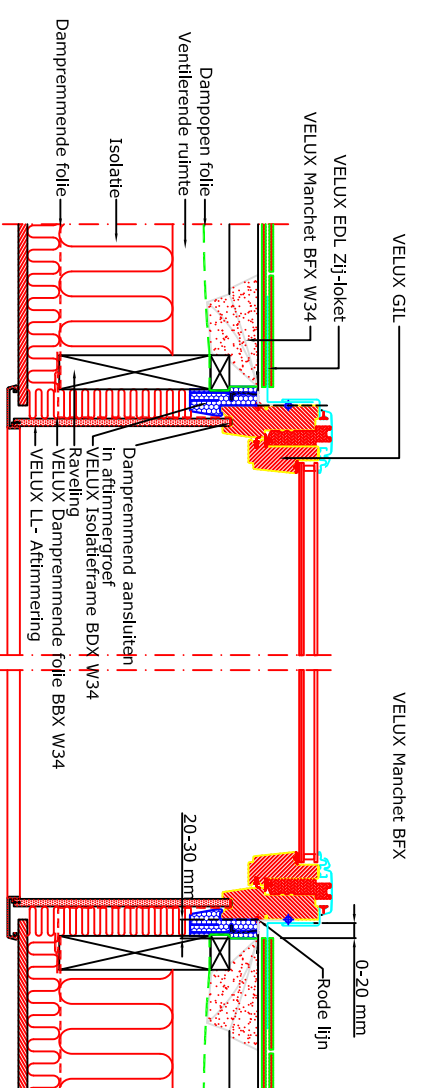 VELUX Manchet BFX
VELUX GIL
VELUX EDL Zij-loket
VELUX Manchet BFX W34
Dampopen folie
Ventilerende ruimte
Isolatie
Dampremmende folie
Dampremmend aansluiten
in aftimmergroef
VELUX Isolatieframe BDX W34
Raveling
VELUX Dampremmende folie BBX W34
VELUX LL- Aftimmering
20-30 mm
0-20 mm
Rode lijn